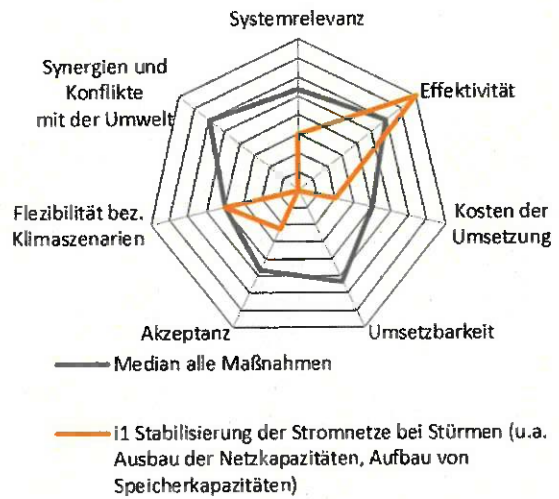 Systemrelevanz
Synergien und
Konflikte
mit der Umwelt
Effektivität
Flezibilität bez.
Klimaszenarien
Kosten der
Umsetzung
Akzeptanz
Umsetzbarkeit
Median alle Maßnahmen
i1 Stabilisierung der Stromnetze bei Stürmen (u.a.
Ausbau der Netzkapazitäten, Aufbau von
Speicherkapazitäten)